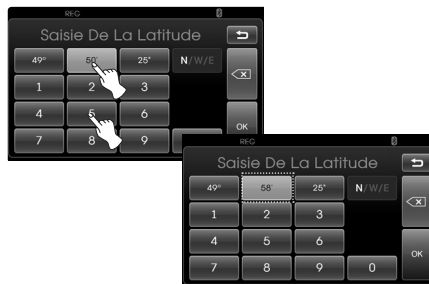 REC
Saisie De La Latitude
49° 50' 25" N/W/E
1 2 3
4 5 6
OK
7 8 9
REC
Saisie De La Latitude
49° 58' 25" N/W/E
1 2 3
4 5 6
OK
7 8 9 0